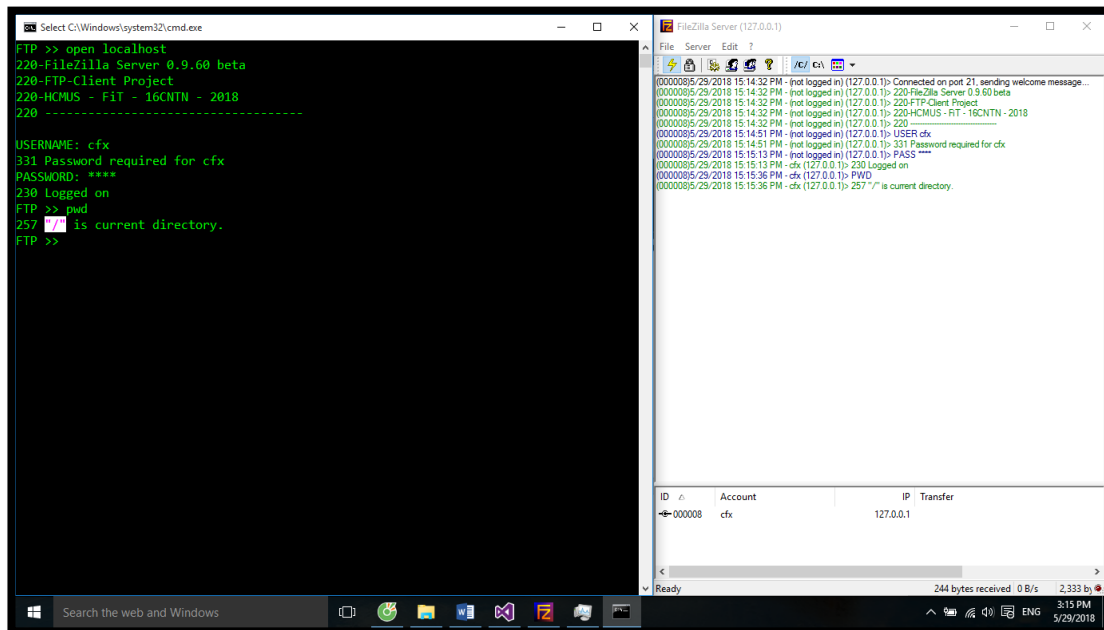 Select C:\Windows\system32\cmd.exe
FTP >> open localhost
220-FileZilla Server 0.9.60 beta
220-FTP-Client Project
220-HCMUS - FiT - 16CNTN - 2018
220 -----------------------------------
USERNAME: cfx
331 Password required for cfx
PASSWORD: ****
230 Logged on
FTP >> pwd
257 "/" is current directory.
FTP >>
FileZilla Server (127.0.0.1)
File Server Edit ?
/C/ C:\
(000008)5/29/2018 15:14:32 PM - (not logged in) (127.0.0.1)> Connected on port 21, sending welcome message...
(000008)5/29/2018 15:14:32 PM - (not logged in) (127.0.0.1)> 220-FileZilla Server 0.9.60 beta
(000008)5/29/2018 15:14:32 PM - (not logged in) (127.0.0.1)> 220-FTP-Client Project
(000008)5/29/2018 15:14:32 PM - (not logged in) (127.0.0.1)> 220-HCMUS - FiT - 16CNTN - 2018
(000008)5/29/2018 15:14:32 PM - (not logged in) (127.0.0.1)> 220 -----------------------------------
(000008)5/29/2018 15:14:51 PM - (not logged in) (127.0.0.1)> USER cfx
(000008)5/29/2018 15:14:51 PM - (not logged in) (127.0.0.1)> 331 Password required for cfx
(000008)5/29/2018 15:15:13 PM - (not logged in) (127.0.0.1)> PASS ****
(000008)5/29/2018 15:15:13 PM - cfx (127.0.0.1)> 230 Logged on
(000008)5/29/2018 15:15:36 PM - cfx (127.0.0.1)> PWD
(000008)5/29/2018 15:15:36 PM - cfx (127.0.0.1)> 257 "/" is current directory.
ID Account IP Transfer
000008 cfx 127.0.0.1
Ready 244 bytes received 0 B/s 2,333 by
Search the web and Windows
ENG
3:15 PM
5/29/2018